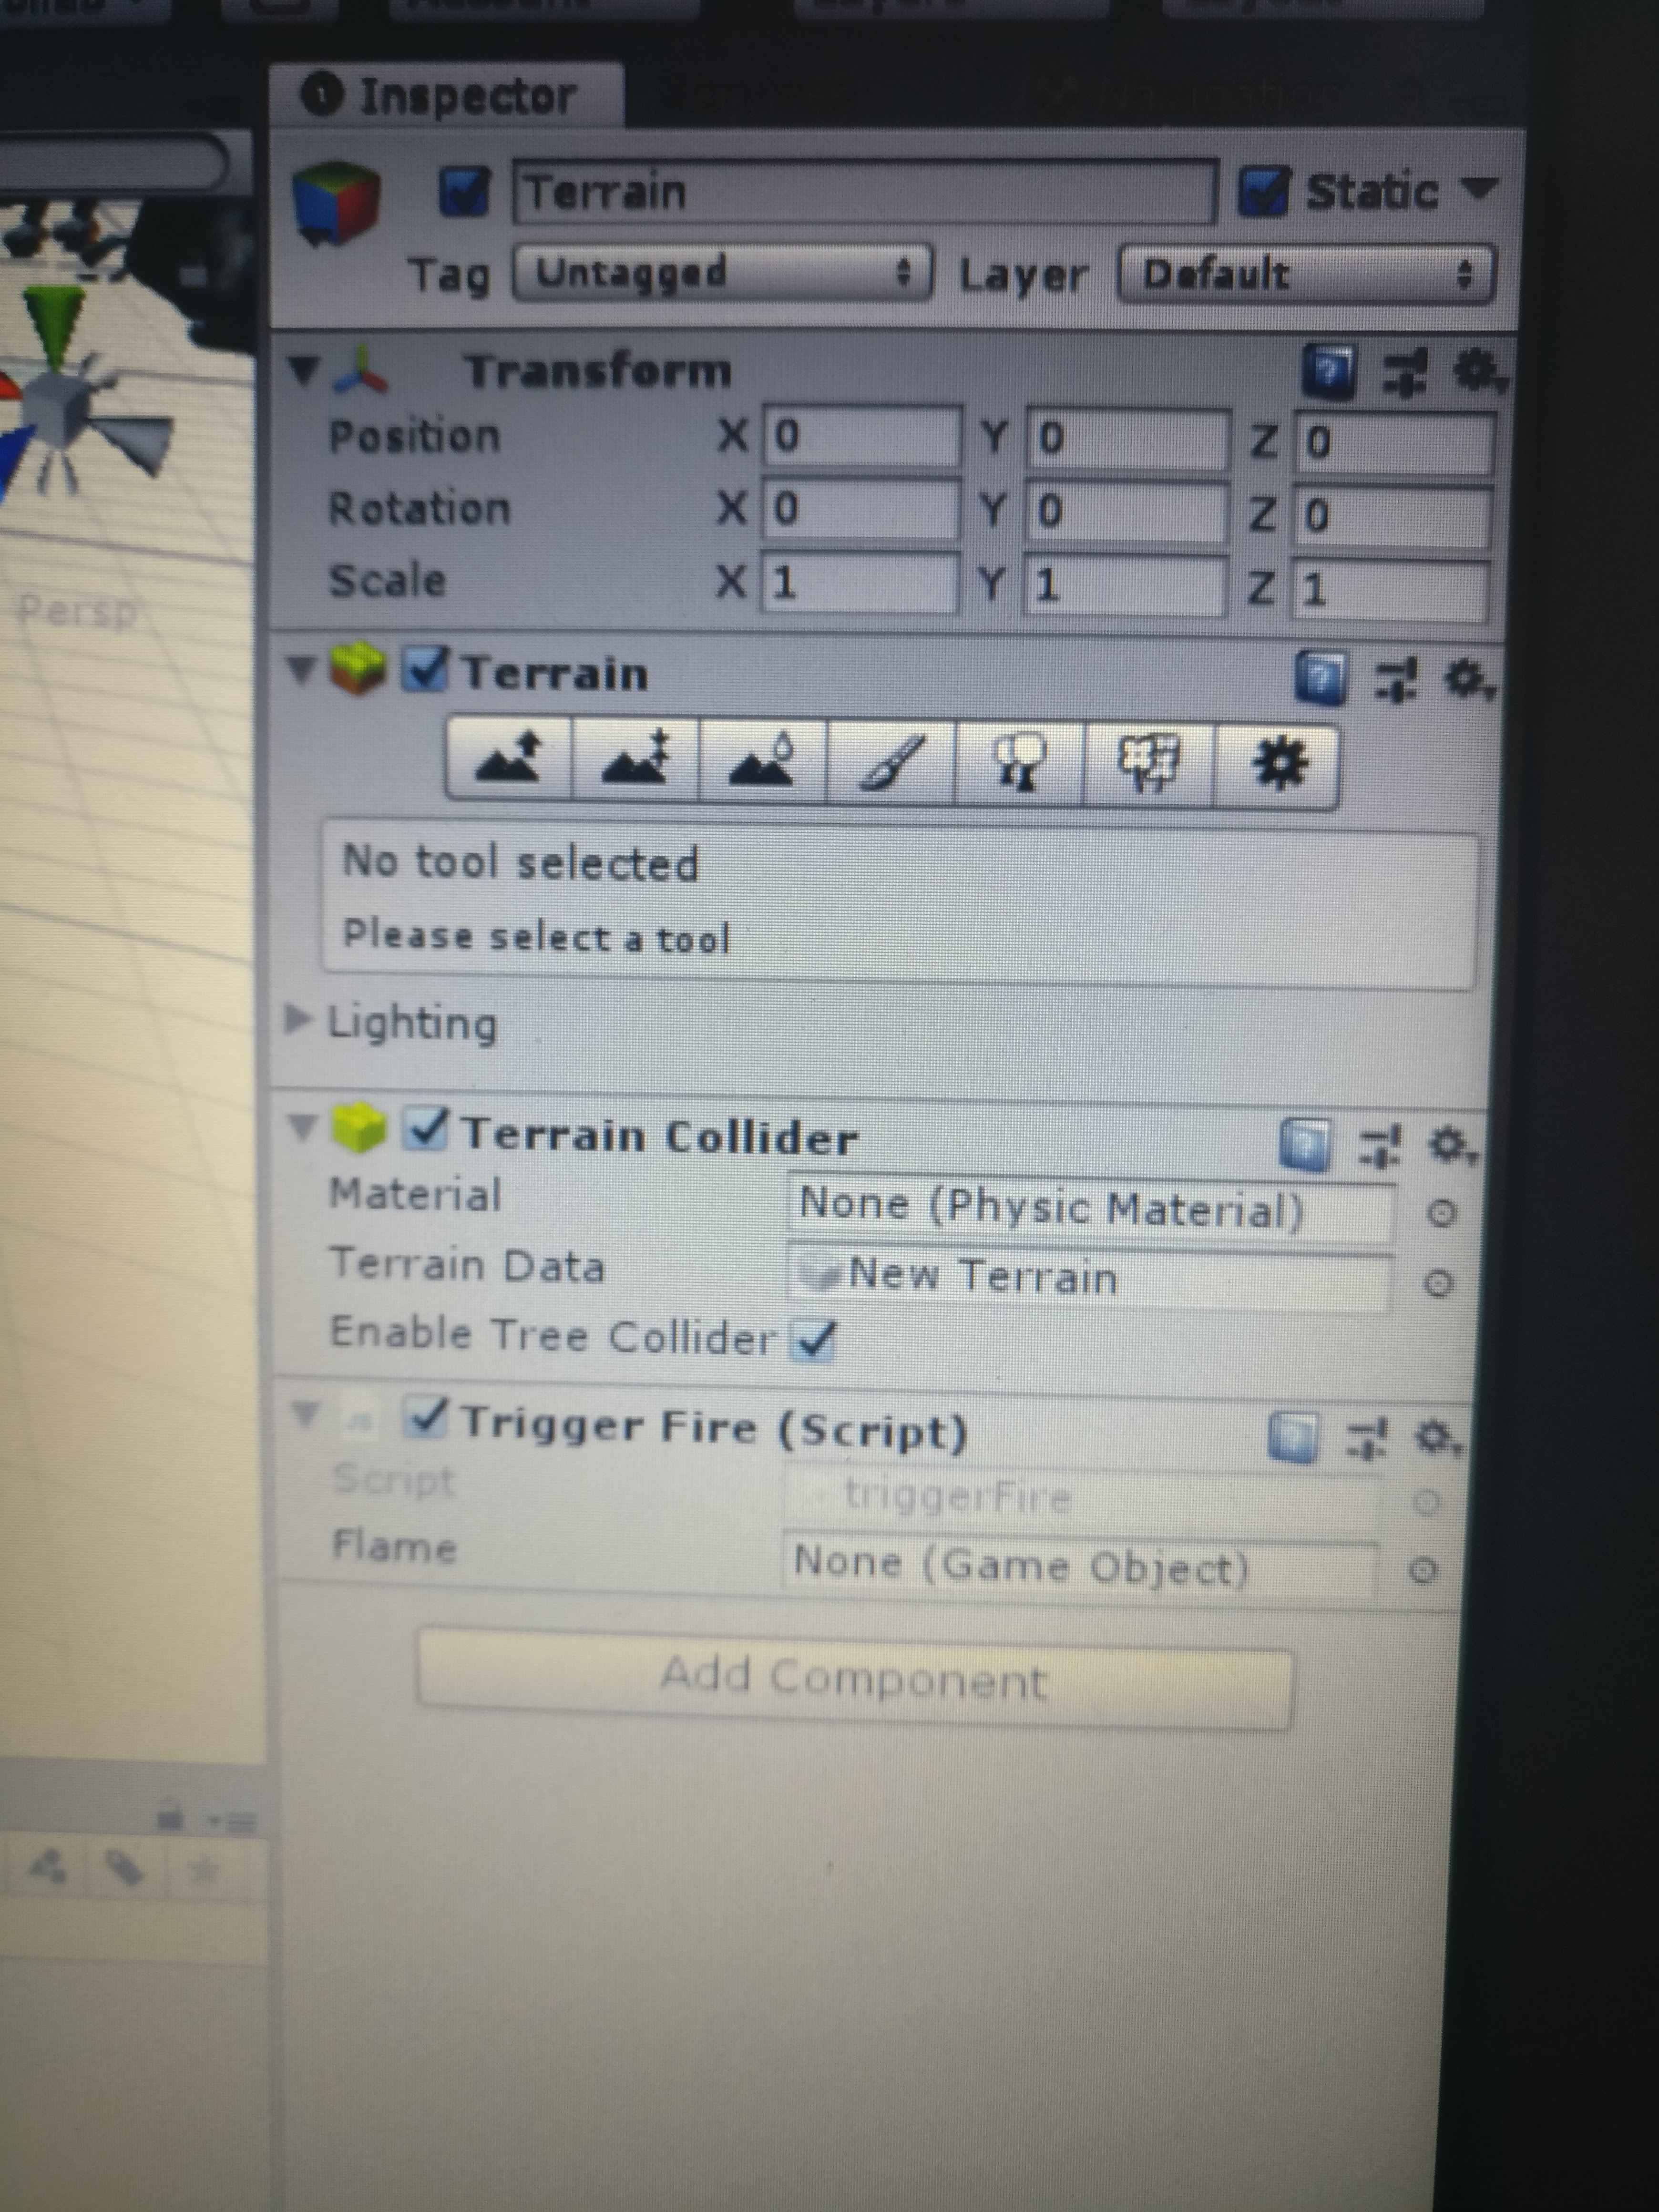 Inspector
Terrain
Static
Tag Untagged Layer Default
Transform
Position X 0 Y 0 Z 0
Rotation X 0 Y 0 Z 0
Scale X 1 Y 1 Z 1
Persp
Terrain
No tool selected
Please select a tool
Lighting
Terrain Collider
Material None (Physic Material)
Terrain Data New Terrain
Enable Tree Collider
Trigger Fire (Script)
Script triggerFire
Flame None (Game Object)
Add Component